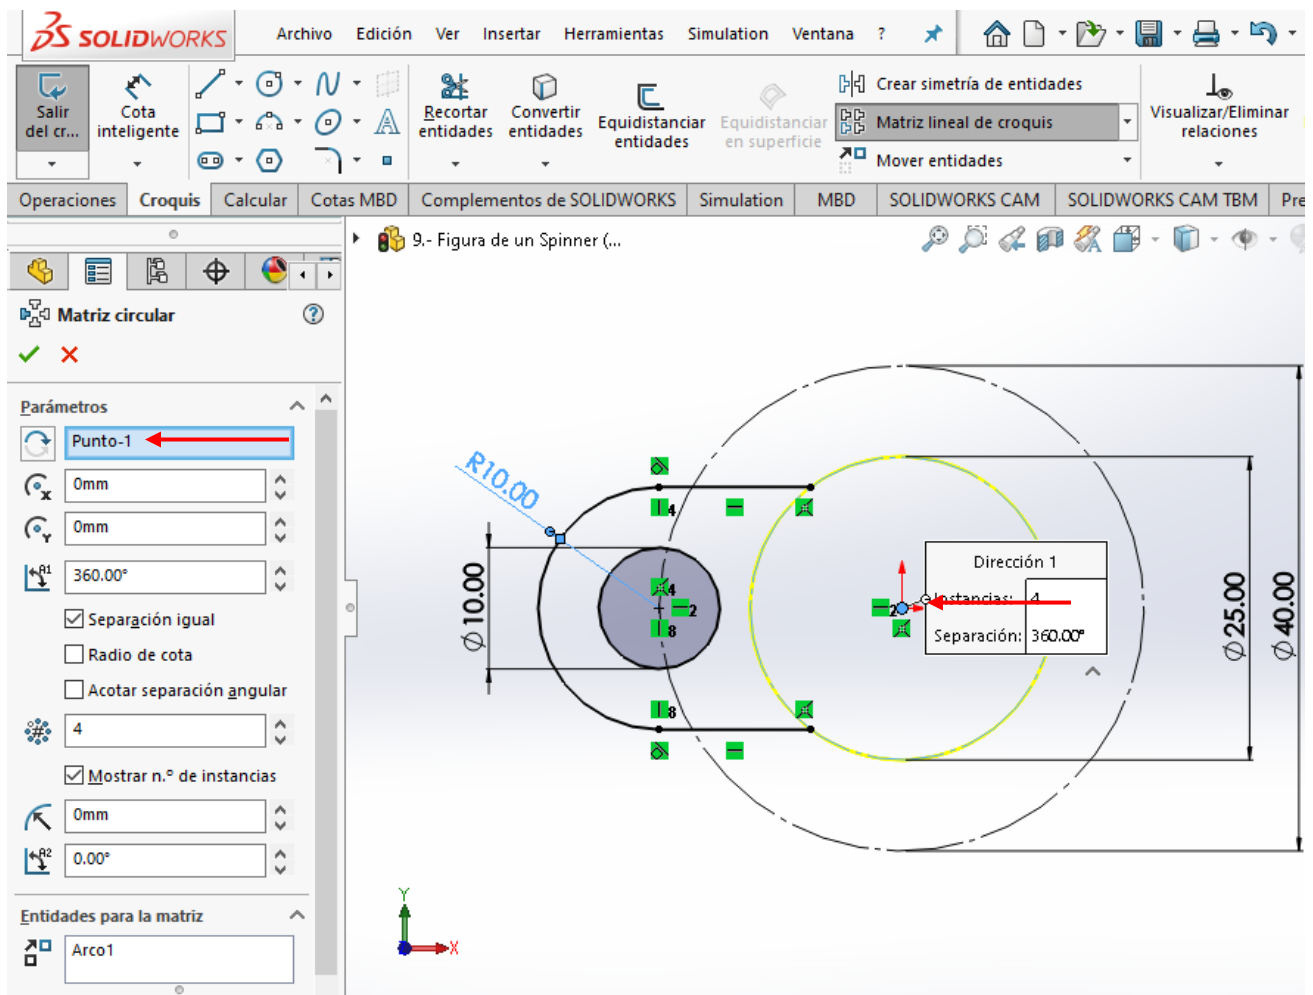 SOLIDWORKS Archivo Edición Ver Insertar Herramientas Simulation Ventana ?
Salir del cr...
Cota inteligente
Recortar entidades
Convertir entidades
Equidistanciar entidades
Equidistanciar en superficie
Crear simetría de entidades
Matriz lineal de croquis
Mover entidades
Visualizar/Eliminar relaciones
Operaciones Croquis Calcular Cotas MBD Complementos de SOLIDWORKS Simulation MBD SOLIDWORKS CAM SOLIDWORKS CAM TBM Pre
9.- Figura de un Spinner (...
Matriz circular
Parámetros
Punto-1
0mm
0mm
360.00°
Separación igual
Radio de cota
Acotar separación angular
4
Mostrar n.º de instancias
0mm
0.00°
Entidades para la matriz
Arco1
R10.00
4
4
2
8
8
2
Ø10.00
Dirección 1
Instancias: 4
Separación: 360.00°
Ø25.00
Ø40.00
Y
X